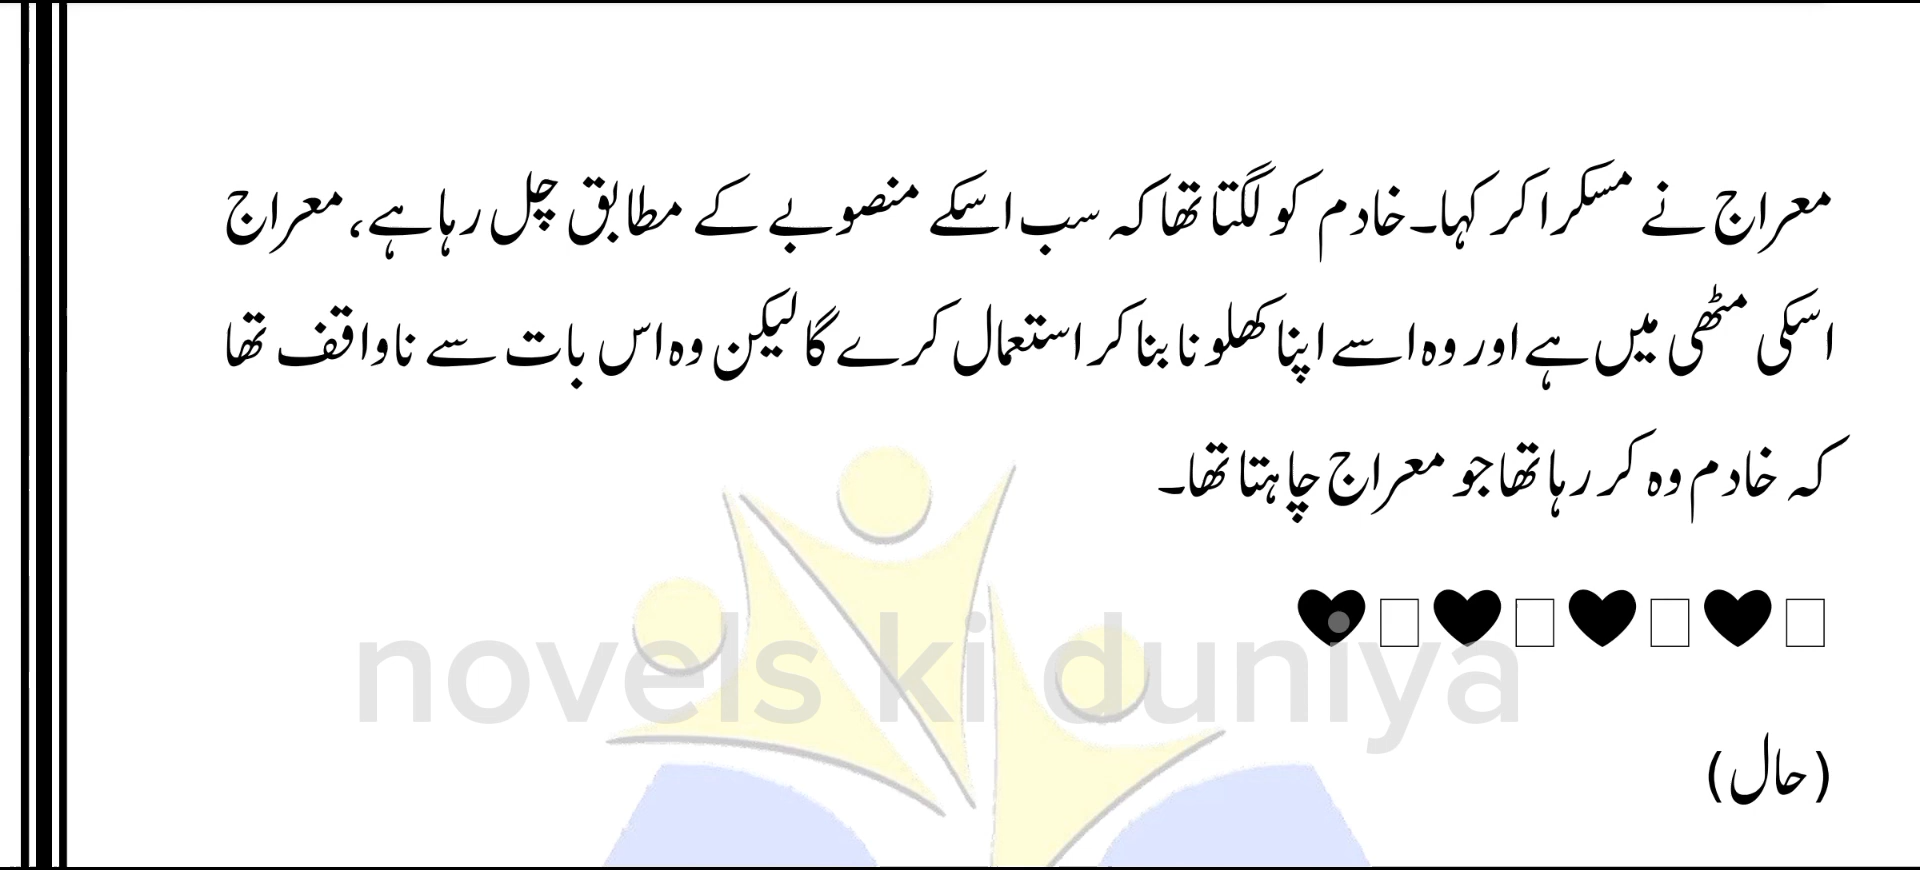 معراج نے مسکرا کر کہا۔ خادم کو لگتا تھا کہ سب اسکے منصوبے کے مطابق چل رہا ہے، معراج
اسکی مٹھی میں ہے اور وہ اسے اپنا کھلونا بنا کر استعمال کرے گا لیکن وہ اس بات سے ناواقف تھا
کہ خادم وہ کر رہا تھا جو معراج چاہتا تھا۔
□♥□♥□♥□♥
novels ki duniya
(حال)